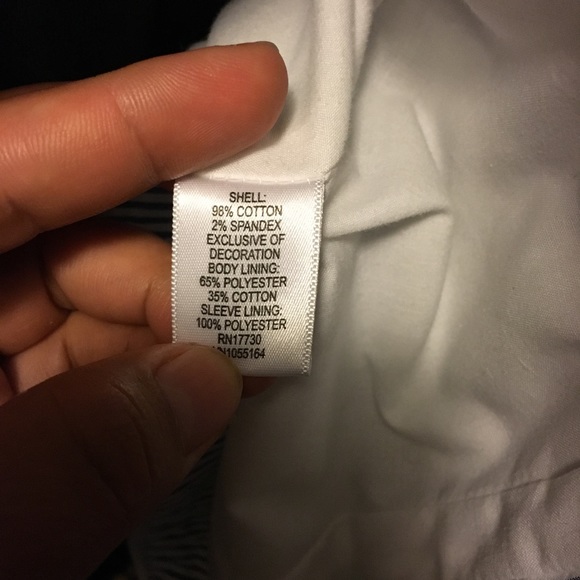 SHELL:
98% COTTON
2% SPANDEX
EXCLUSIVE OF
DECORATION
BODY LINING:
65% POLYESTER
35% COTTON
SLEEVE LINING:
100% POLYESTER
RN17730